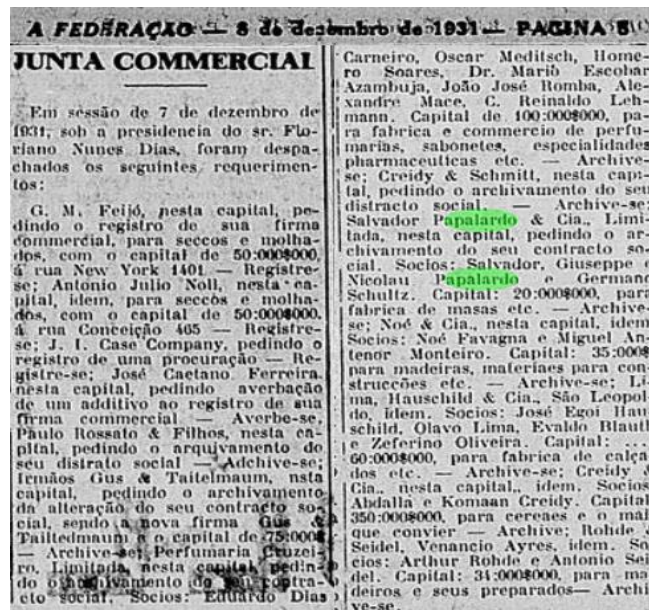 A FEDERAÇÃO — 8 de dezembro de 1931 — PAGINA 5
JUNTA COMMERCIAL
Em sessão de 7 de dezembro de
1931, sob a presidencia do sr. Flo-
riano Nunes Dias, foram despa-
chados os seguintes requerimen-
tos:
G. M. Feijó, nesta capital, pe-
dindo o registro de sua firma
commercial, para seccos e molha-
dos, com o capital de 50:000$000,
á rua New York 1401 — Registre-
se; Antonio Julio Noll, nesta ca-
pital, idem, para seccos e molha-
dos, com o capital de 50:000$000,
á rua Conceição 465 — Registre-
se; J. I. Case Company, pedindo o
registro de uma procuração — Re-
gistre-se; José Caetano Ferreira,
nesta capital, pedindo averbação
de um additivo ao registro de sua
firma commercial — Averbe-se,
Paulo Rossato & Filhos, nesta ca-
pital, pedindo o arquivamento do
seu distrato social — Adchive-se;
Irmãos Gus & Taitelmaum, nsta
capital, pedindo o archivamento
da alteração do seu contracto so-
cial, sendo a nova firma Gus &
Tailtedmaum e o capital de 75:000$
— Archive-se; Perfumaria Cruzei-
ro, Limitada, nesta capital, pedin-
do o archivamento do seu contra-
cto social. Socios: Eduardo Dias
Carneiro, Oscar Meditsch, Home-
ro Soares, Dr. Mario Escobar
Azambuja, João José Romba, Ale-
xandre Mace, C. Reinaldo Leh-
mann. Capital de 100:000$000, pa-
ra fabrica e commercio de perfu-
marias, sabonetes, especialidades
pharmaceuticas etc. — Archive-
se; Creidy & Schmitt, nesta capi-
tal, pedindo o archivamento do seu
distracto social. — Archive-se;
Salvador Papalardo & Cia., Limi-
tada, nesta capital, pedindo o ar-
chivamento do seu contracto so-
cial. Socios: Salvador, Giuseppe e
Nicolau Papalardo e Germano
Schultz. Capital: 20:000$000, para
fabrica de masas etc. — Archive-
se; Noé & Cia., nesta capital, idem
Socios: Noé Favagna e Miguel An-
tenor Monteiro. Capital: 35:000$
para madeiras, materiaes para con-
strucções etc. — Archive-se; Li-
ma, Hauschild & Cia., São Leopol-
do, idem. Socios: José Egoi Hau-
schild, Olavo Lima, Evaldo Blauth
e Zeferino Oliveira. Capital: ...
60:000$000, para fabrica de calça-
dos etc. — Archive-se; Creidy &
Cia., nesta capital, idem. Socios
Abdalla e Komaan Creidy. Capital
350:000$000, para cereaes e o mai
que convier — Archive; Rohde &
Seidel, Venancio Ayres, idem. So-
cios: Arthur Rohde e Antonio Sei
del. Capital: 34:000$000, para ma
deiros e seus preparados— Archi
ve-se.